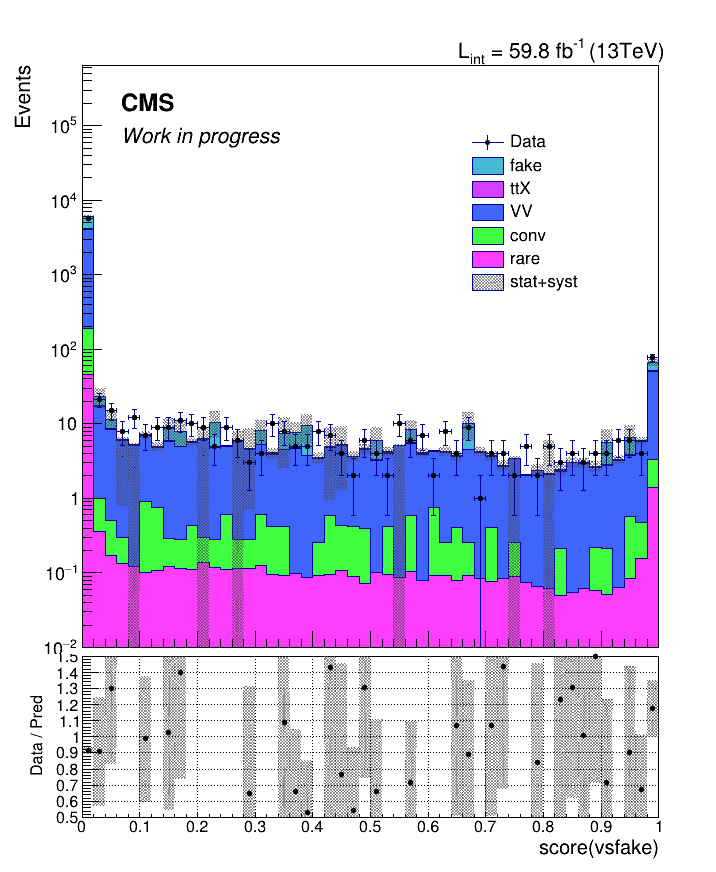 L_int = 59.8 fb^-1 (13TeV)
Events
CMS
Work in progress
Data
fake
ttX
VV
conv
rare
stat+syst
10^5
10^4
10^3
10^2
10
1
10^−1
10^−2
1.5
1.4
1.3
1.2
1.1
1
0.9
0.8
0.7
0.6
0.5
Data / Pred
0 0.1 0.2 0.3 0.4 0.5 0.6 0.7 0.8 0.9 1
score(vsfake)